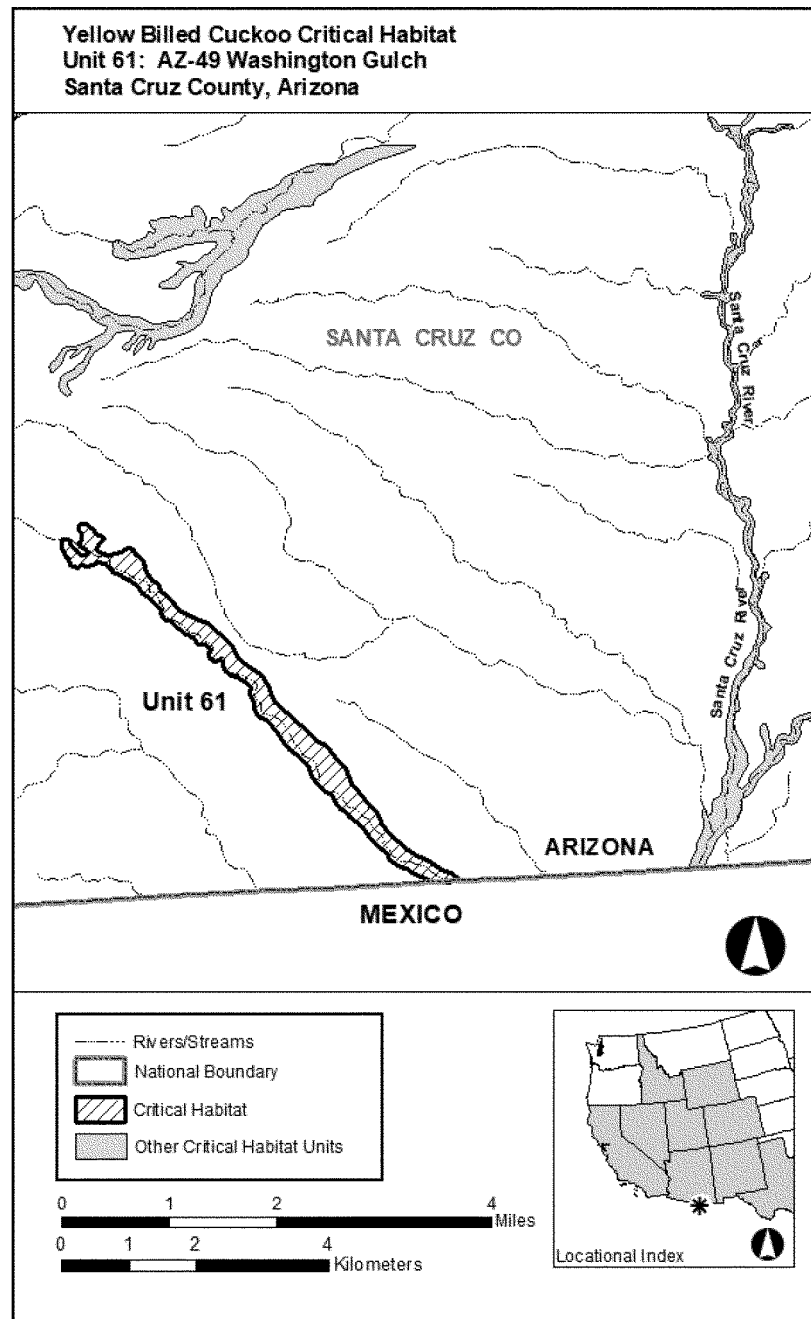 Yellow Billed Cuckoo Critical Habitat
Unit 61: AZ-49 Washington Gulch
Santa Cruz County, Arizona
SANTA CRUZ CO
Santa Cruz River
Santa Cruz River
Unit 61
ARIZONA
MEXICO
Rivers/Streams
National Boundary
Critical Habitat
Other Critical Habitat Units
0 1 2 4
Miles
0 1 2 4
Kilometers
Locational Index